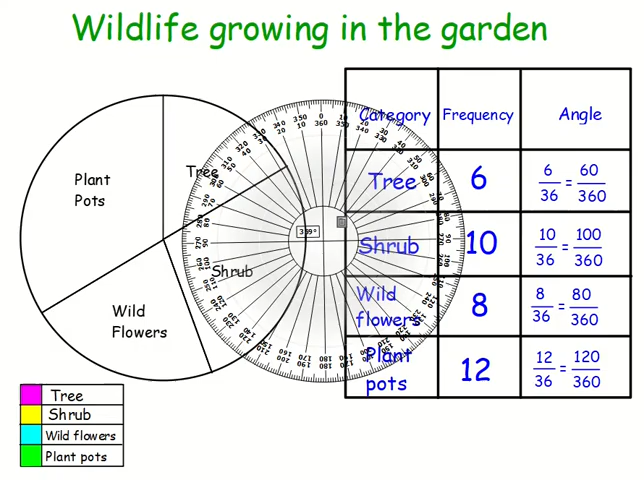 Wildlife growing in the garden
Category Frequency Angle
Tree 6 6/36 = 60/360
Shrub 10 10/36 = 100/360
Wild
flowers 8 8/36 = 80/360
Plant
pots 12 12/36 = 120/360
Plant
Pots
Tree
Shrub
Wild
Flowers
359°
Tree
Shrub
Wild flowers
Plant pots